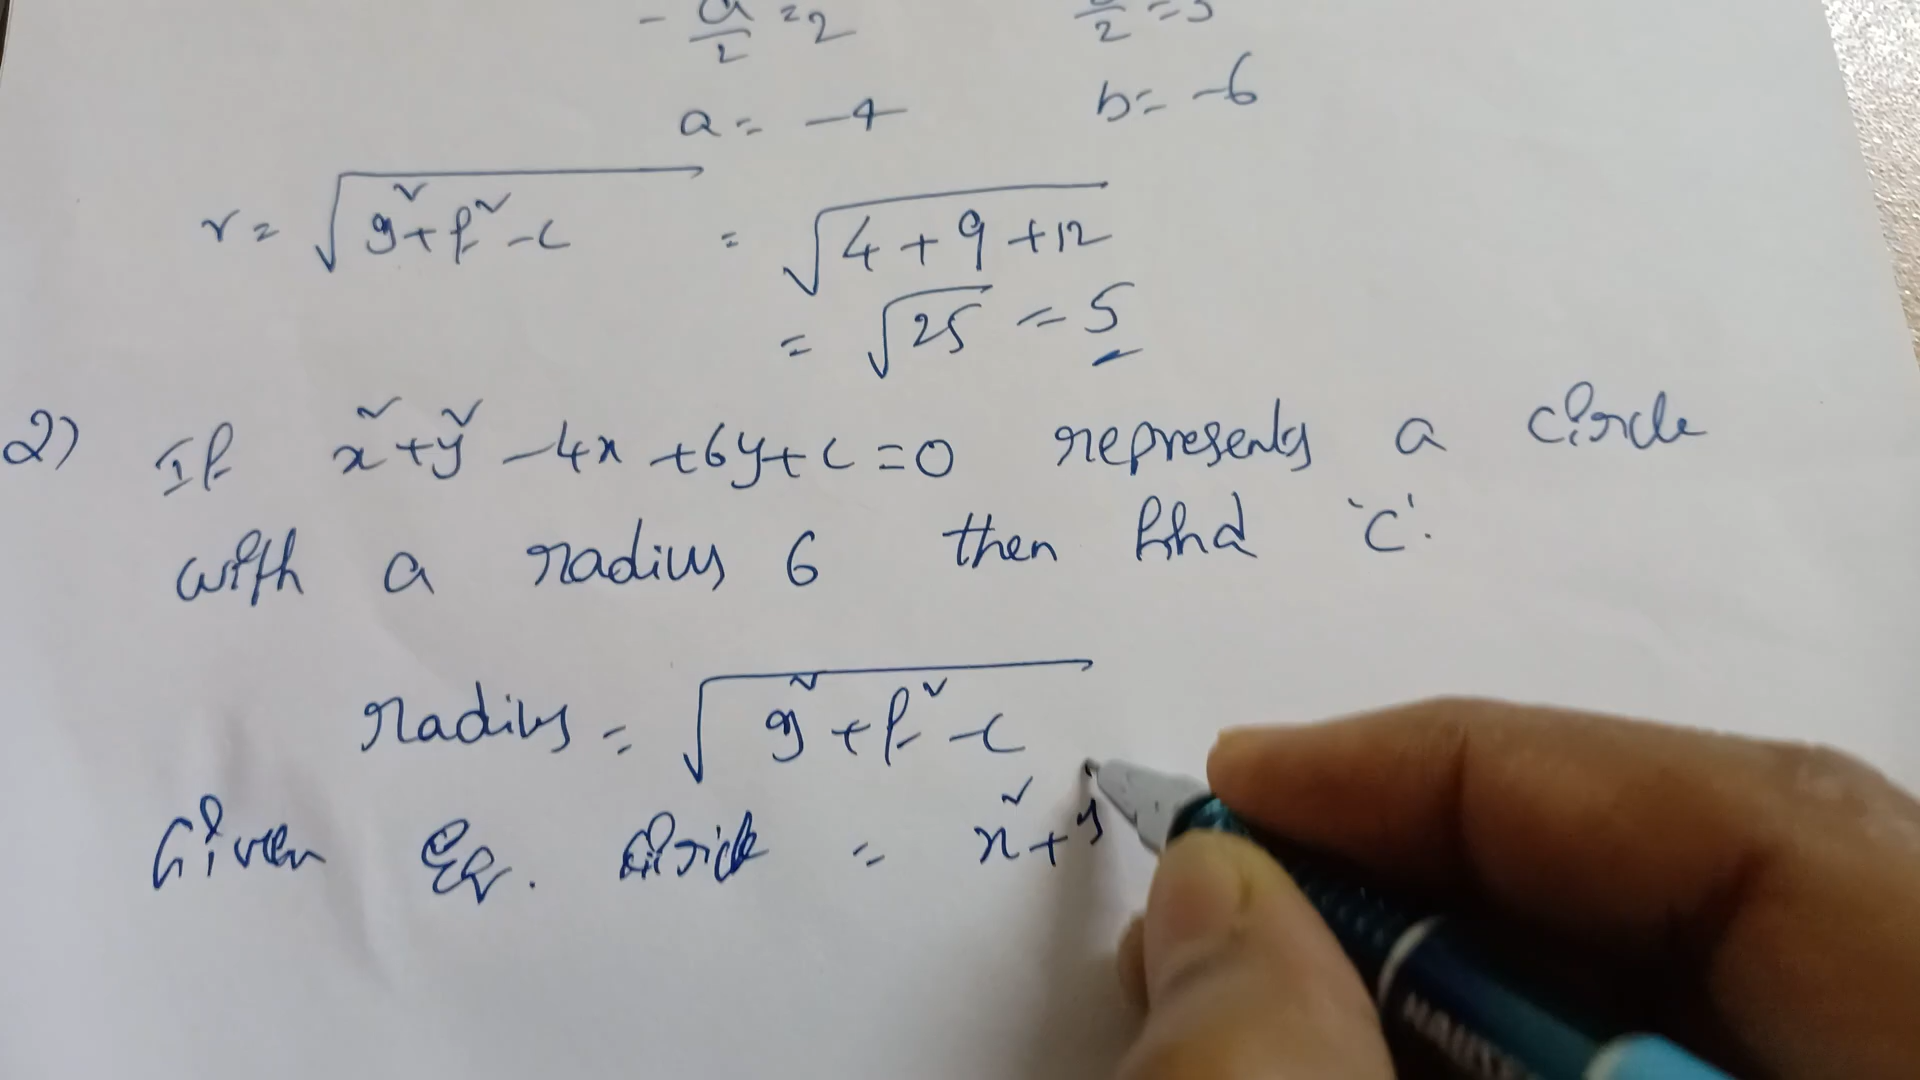 - a/2 = 2 /2 = 3
a = -4 b = -6
r = √(g² + f² - c) = √(4 + 9 + 12)
= √25 = 5
2) If x² + y² - 4x + 6y + c = 0 represents a circle
with a radius 6 then find 'c'.
radius = √(g² + f² - c)
Given Eq. Circle = x² + y